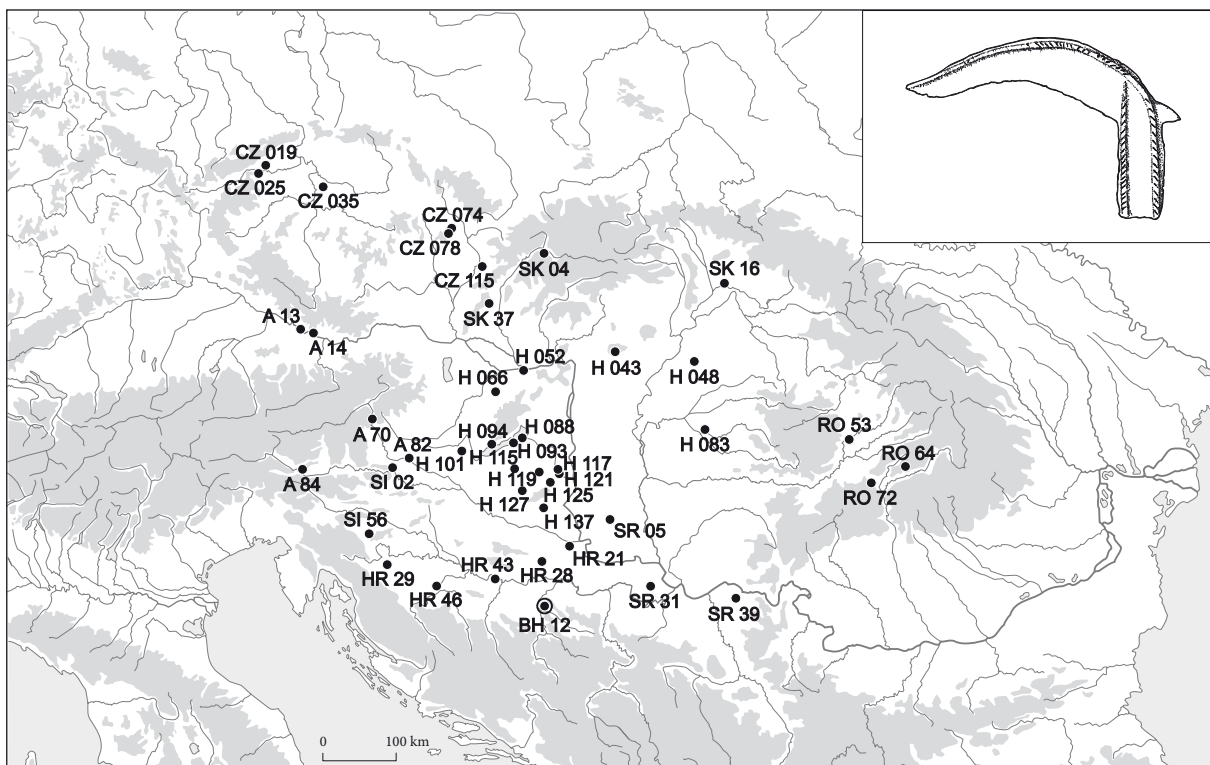 CZ 019
CZ 025
CZ 035
CZ 074
CZ 078
SK 04
CZ 115
SK 16
SK 37
A 13
A 14
H 052
H 043
H 066
H 048
A 70
H 094
H 088
A 82
H 093
H 083
RO 53
H 101
H 115
H 117
RO 64
A 84
SI 02
H 119
H 121
H 125
RO 72
H 127
SI 56
H 137
SR 05
HR 43
HR 21
HR 29
HR 28
HR 46
SR 31
SR 39
BH 12
0 100 km